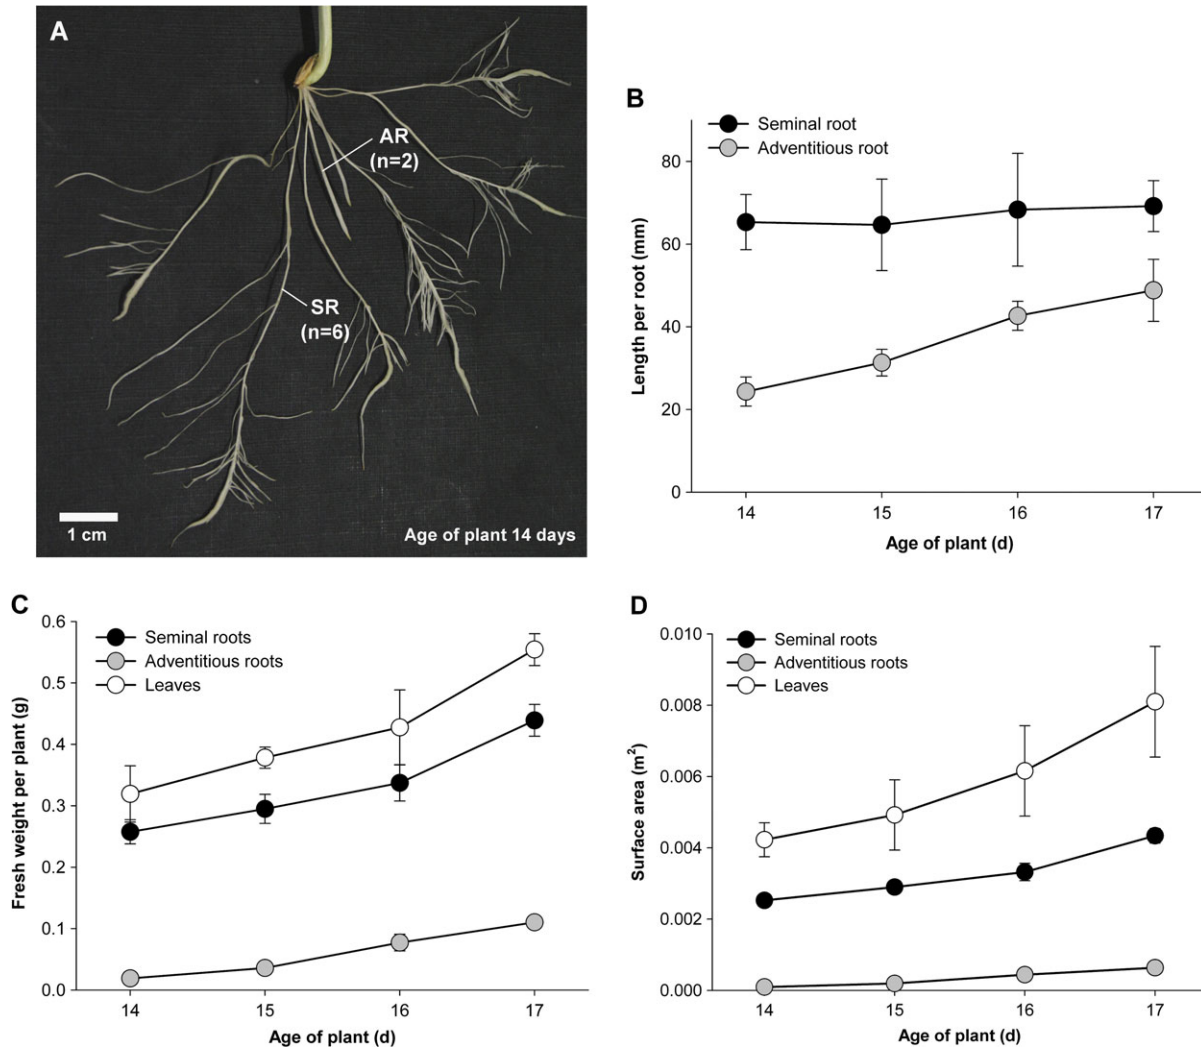 A
AR
(n=2)
SR
(n=6)
1 cm
Age of plant 14 days
B
Seminal root
Adventitious root
Length per root (mm)
80
60
40
20
0
14 15 16 17
Age of plant (d)
C
Seminal roots
Adventitious roots
Leaves
Fresh weight per plant (g)
0.6
0.5
0.4
0.3
0.2
0.1
0.0
14 15 16 17
Age of plant (d)
D
Seminal roots
Adventitious roots
Leaves
Surface area (m²)
0.010
0.008
0.006
0.004
0.002
0.000
14 15 16 17
Age of plant (d)